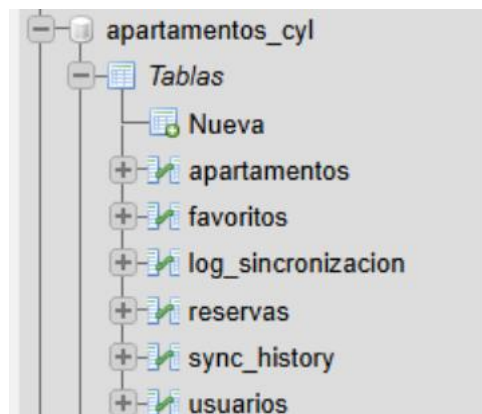 apartamentos_cyl
Tablas
Nueva
apartamentos
favoritos
log_sincronizacion
reservas
sync_history
usuarios